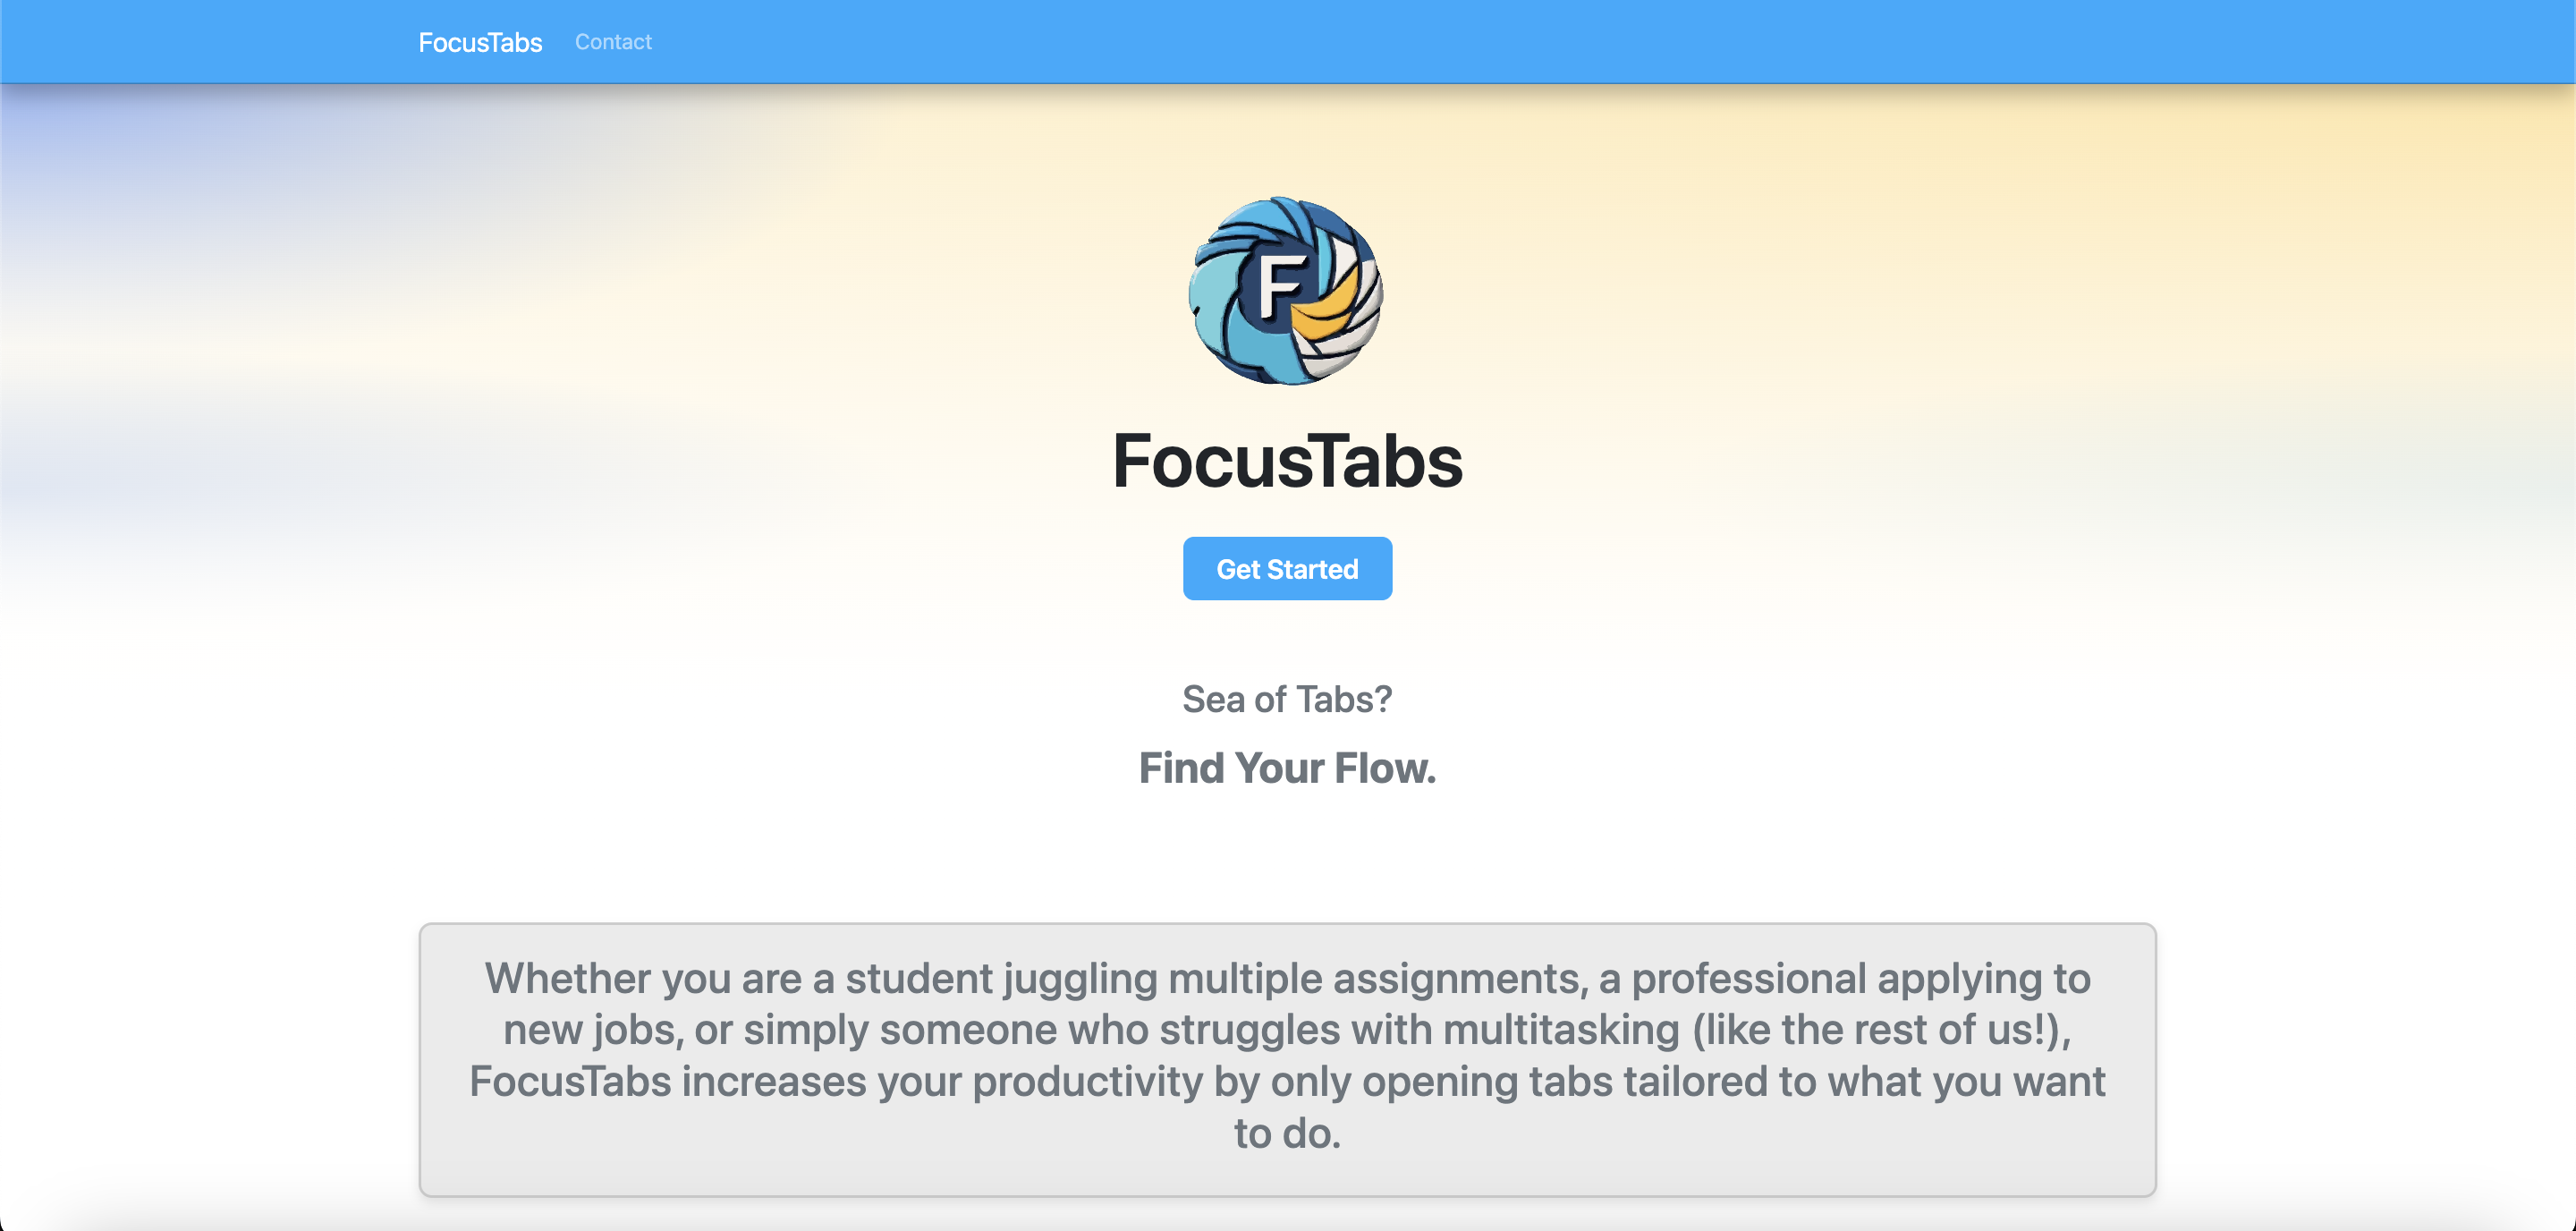 FocusTabs Contact
F
FocusTabs
Get Started
Sea of Tabs?
Find Your Flow.
Whether you are a student juggling multiple assignments, a professional applying to
new jobs, or simply someone who struggles with multitasking (like the rest of us!),
FocusTabs increases your productivity by only opening tabs tailored to what you want
to do.